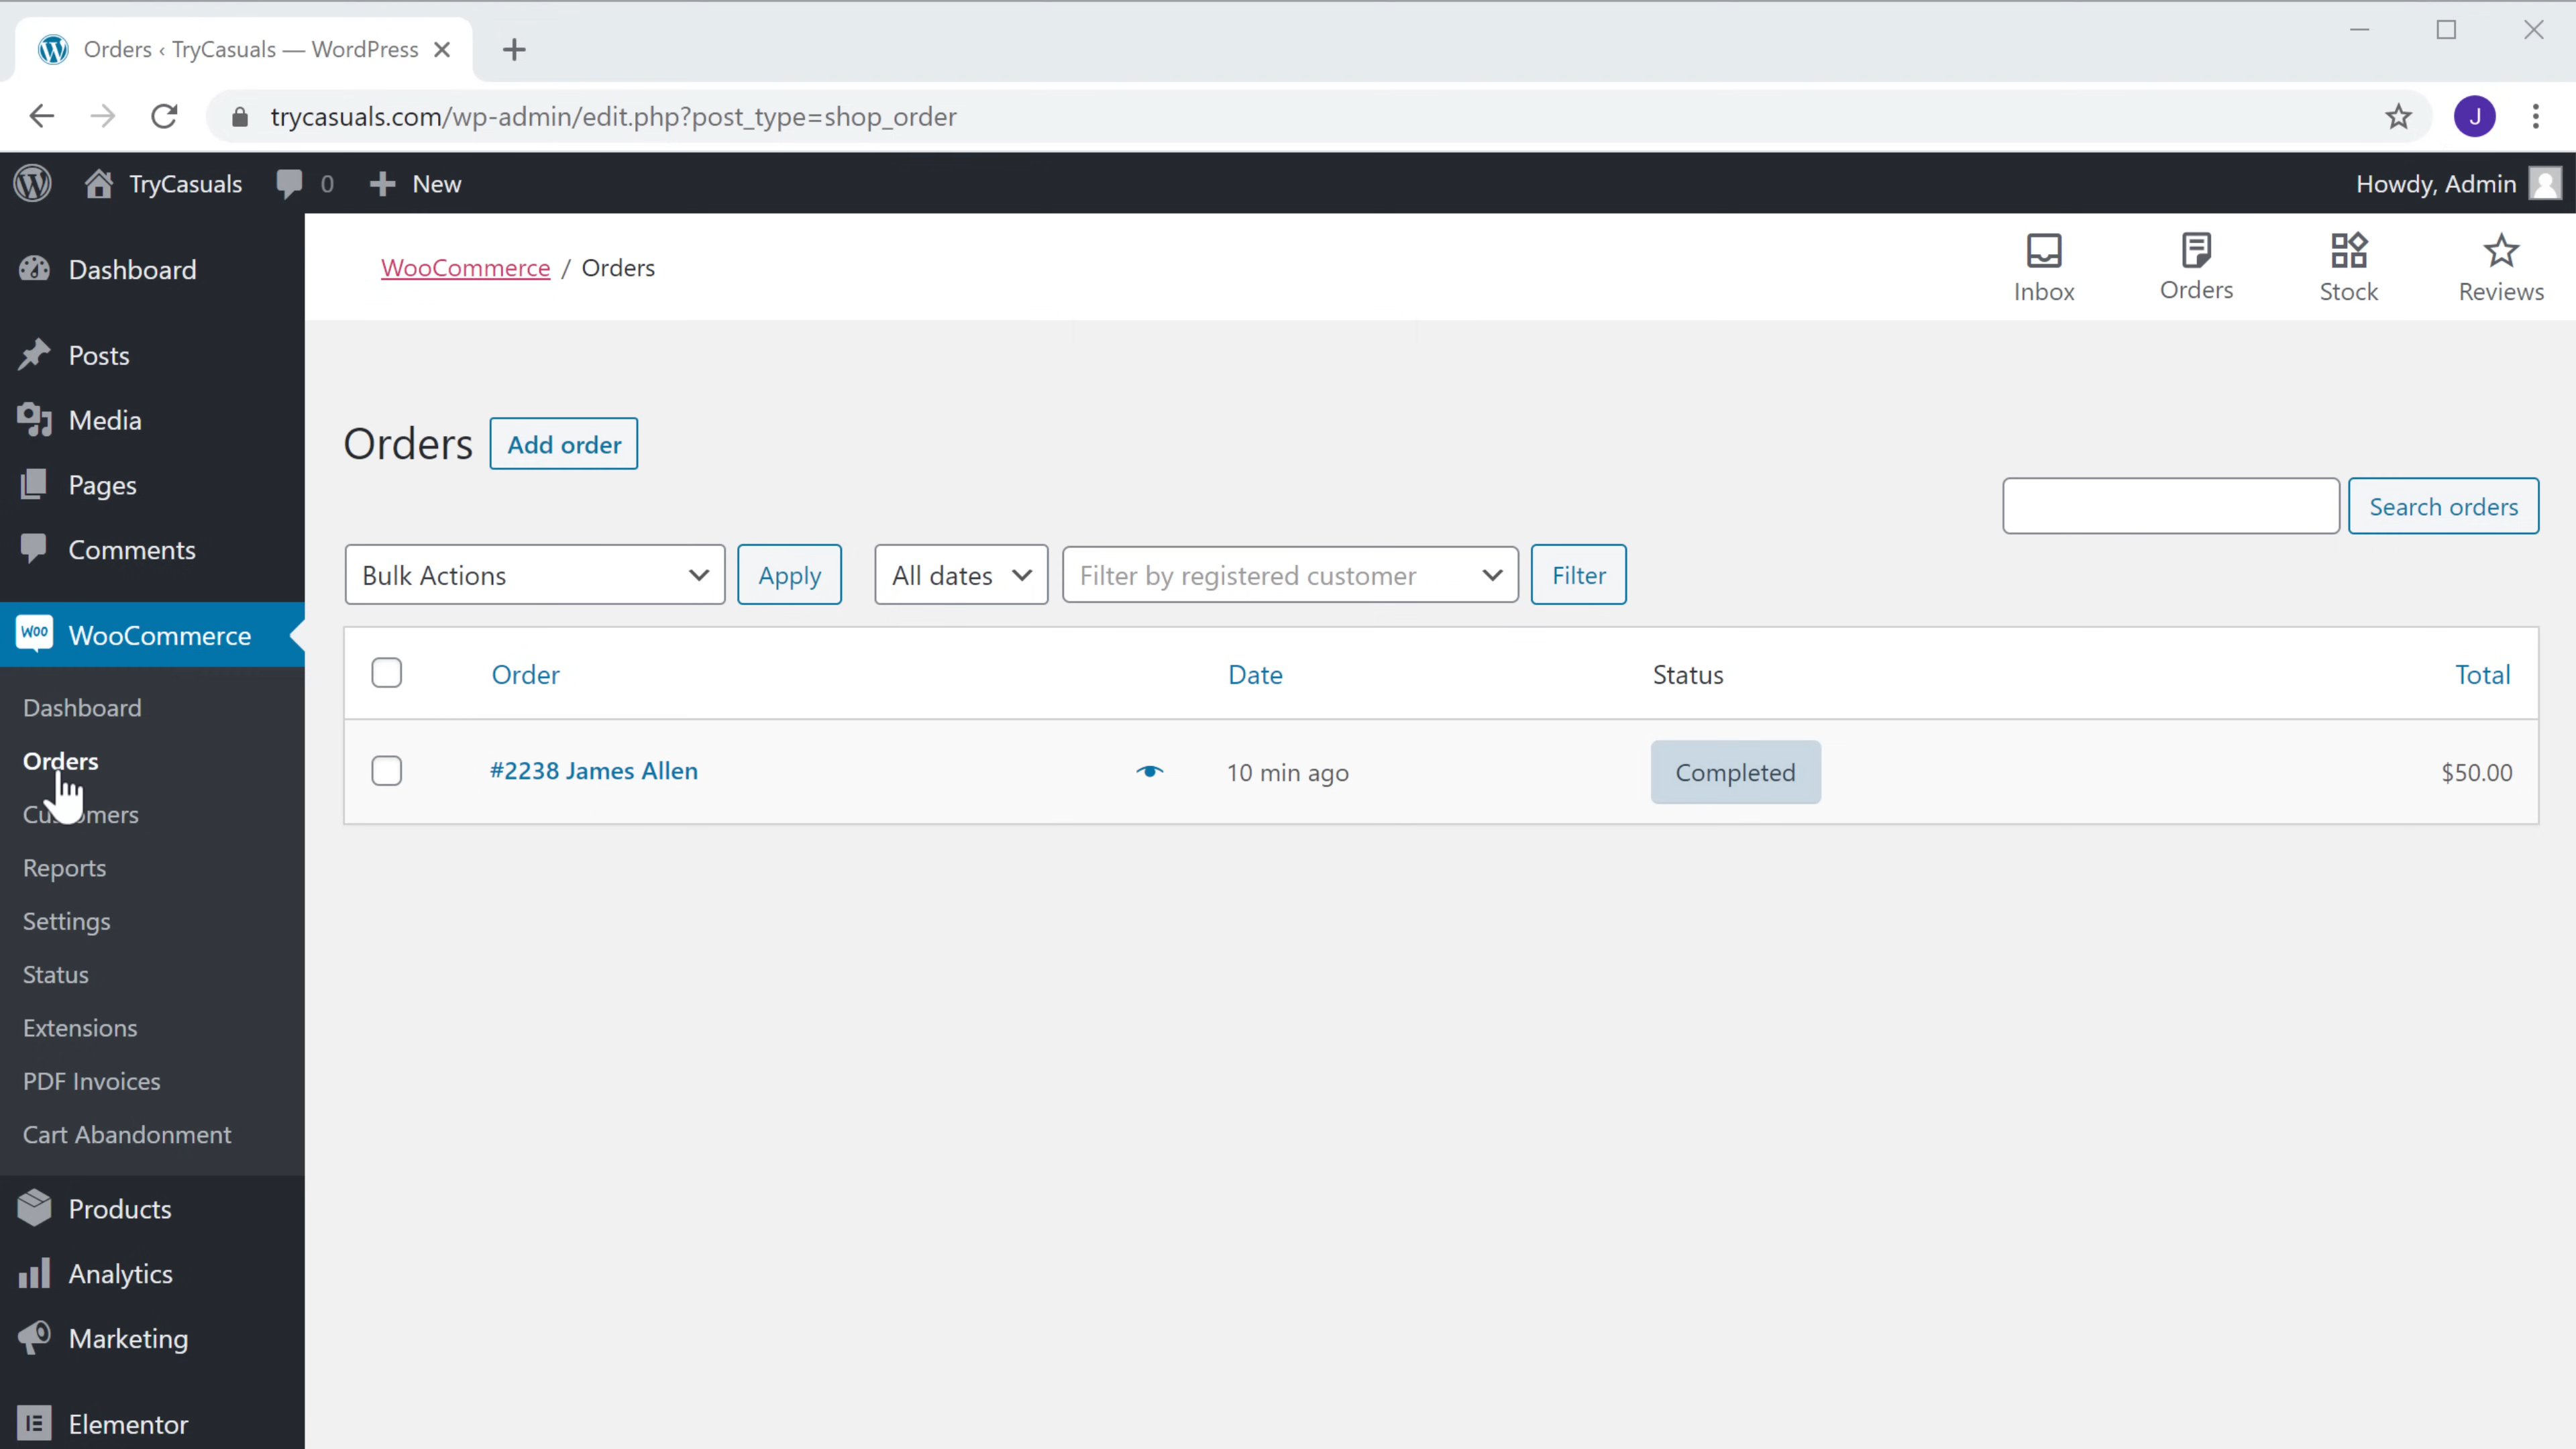 Orders ‹ TryCasuals — WordPress
trycasuals.com/wp-admin/edit.php?post_type=shop_order
J
TryCasuals 0 New
Howdy, Admin
Dashboard
Posts
Media
Pages
Comments
Woo WooCommerce
Dashboard
Orders
Customers
Reports
Settings
Status
Extensions
PDF Invoices
Cart Abandonment
Products
Analytics
Marketing
Elementor
WooCommerce / Orders
Inbox Orders Stock Reviews
Orders Add order
Search orders
Bulk Actions Apply All dates Filter by registered customer Filter
Order Date Status Total
#2238 James Allen 10 min ago Completed $50.00